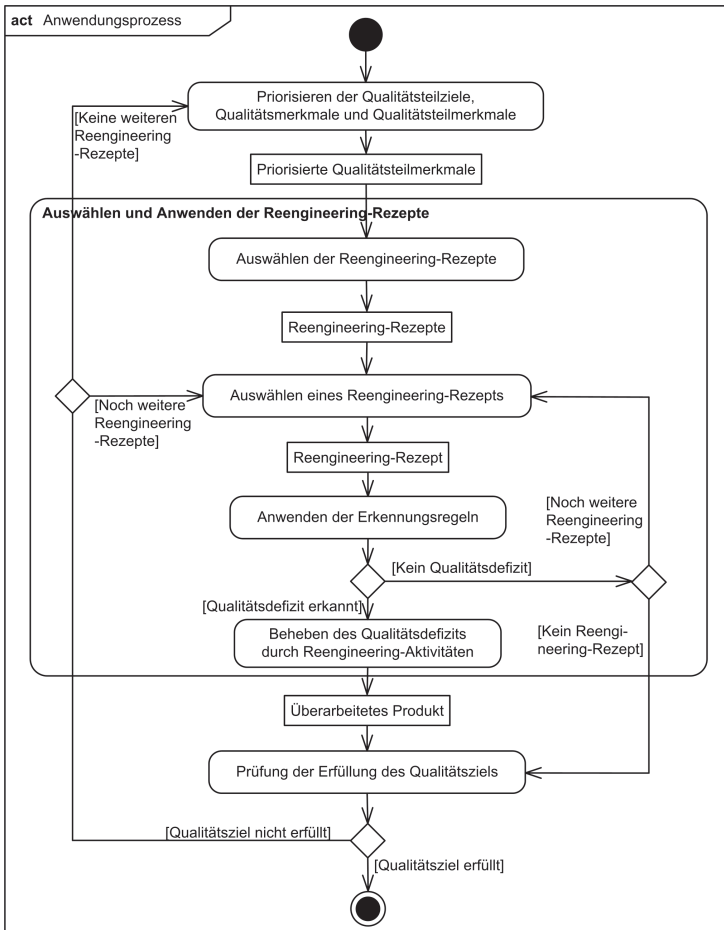 act Anwendungsprozess
Priorisieren der Qualitätsteilziele,
Qualitätsmerkmale und Qualitätsteilmerkmale
[Keine weiteren
Reengineering
-Rezepte]
Priorisierte Qualitätsteilmerkmale
Auswählen und Anwenden der Reengineering-Rezepte
Auswählen der Reengineering-Rezepte
Reengineering-Rezepte
Auswählen eines Reengineering-Rezepts
[Noch weitere
Reengineering
-Rezepte]
Reengineering-Rezept
Anwenden der Erkennungsregeln
[Noch weitere
Reengineering
-Rezepte]
[Kein Qualitätsdefizit]
[Qualitätsdefizit erkannt]
Beheben des Qualitätsdefizits
durch Reengineering-Aktivitäten
[Kein Reengi-
neering-Rezept]
Überarbeitetes Produkt
Prüfung der Erfüllung des Qualitätsziels
[Qualitätsziel nicht erfüllt]
[Qualitätsziel erfüllt]